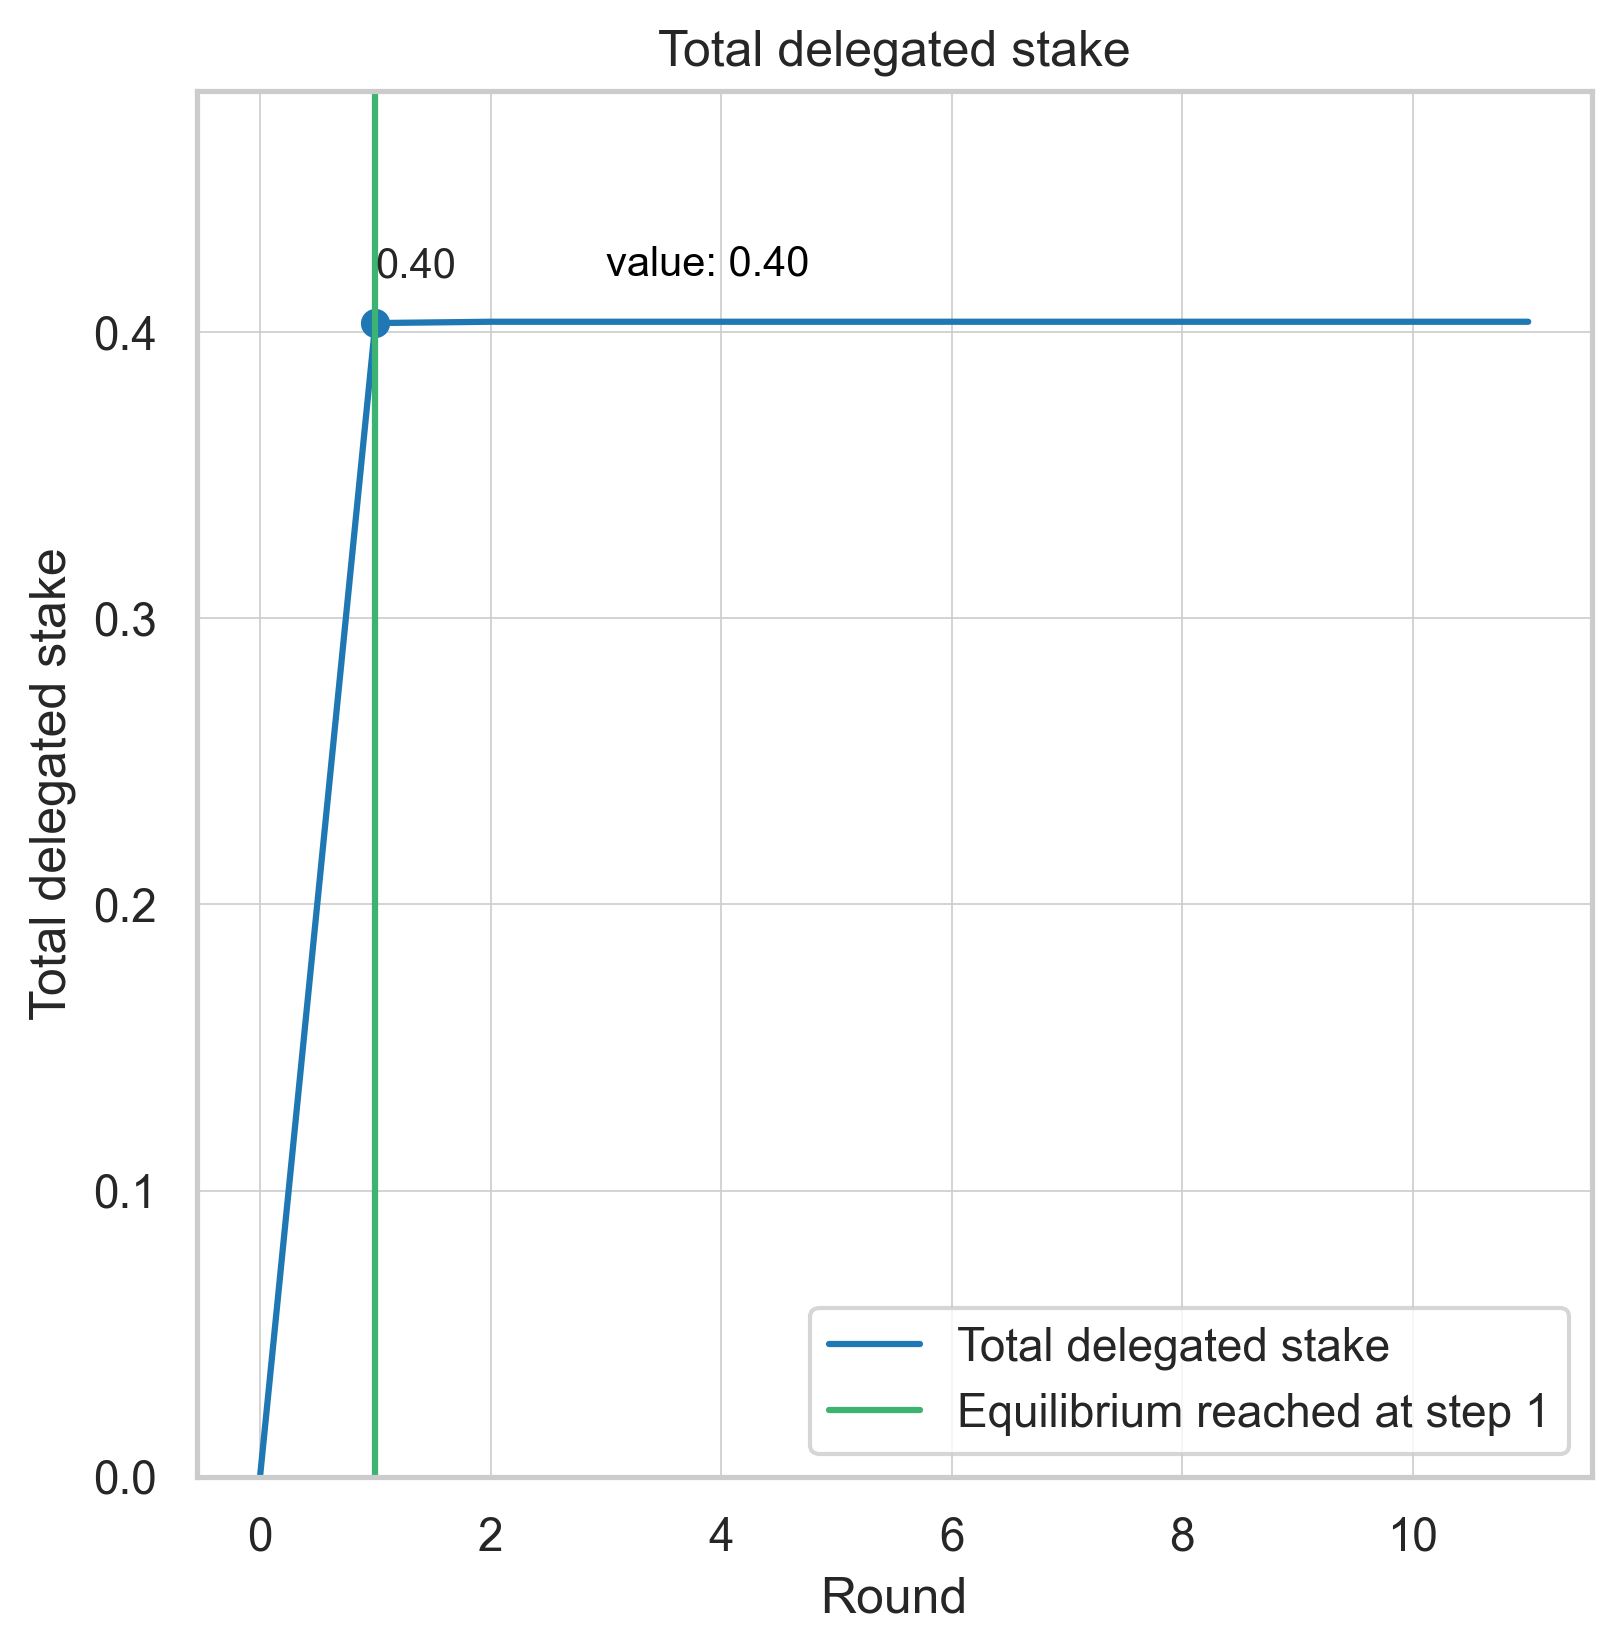 Total delegated stake
0.40
value: 0.40
Total delegated stake
0.4
0.3
0.2
0.1
0.0
Total delegated stake
Equilibrium reached at step 1
0 2 4 6 8 10
Round